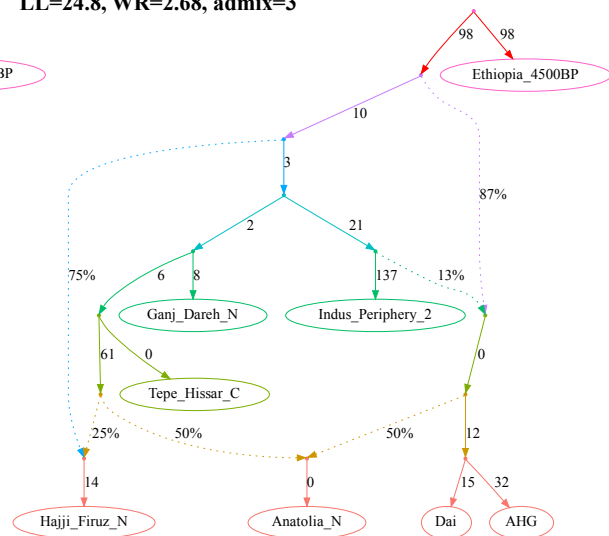 LL=24.8, WR=2.68, admix=3
98
98
BP
Ethiopia_4500BP
10
3
87%
2
21
75%
6
8
137
13%
Ganj_Dareh_N
Indus_Periphery_2
61
0
0
Tepe_Hissar_C
25%
50%
50%
12
14
0
15
32
Hajji_Firuz_N
Anatolia_N
Dai
AHG